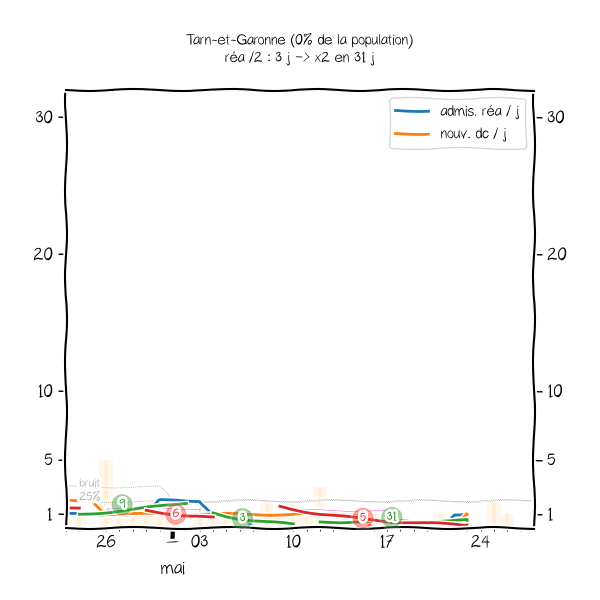 Tarn-et-Garonne (0% de la population)
réa /2 : 3 j -> x2 en 31 j
admis. réa / j
nouv. dc / j
30 30
20 20
10 10
5 5
bruit
25%
9 6 3 5 31
1 1
26 03 10 17 24
mai